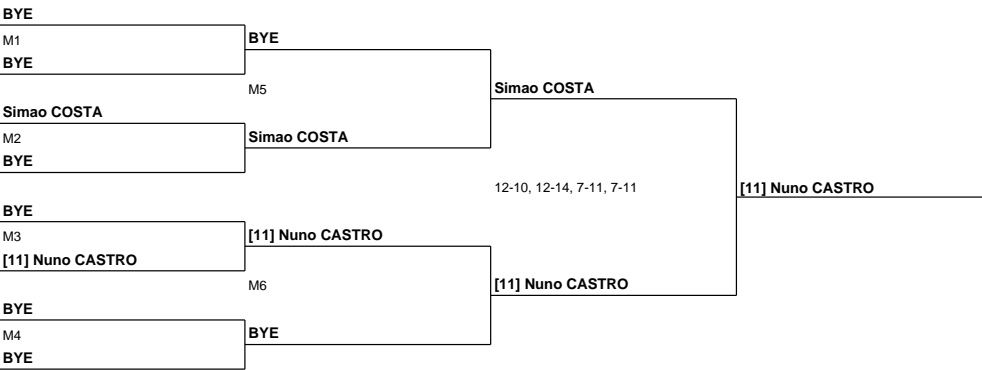 BYE
M1
BYE
BYE
M5
Simao COSTA
Simao COSTA
M2
Simao COSTA
BYE
12-10, 12-14, 7-11, 7-11
[11] Nuno CASTRO
BYE
M3
[11] Nuno CASTRO
[11] Nuno CASTRO
M6
[11] Nuno CASTRO
BYE
M4
BYE
BYE